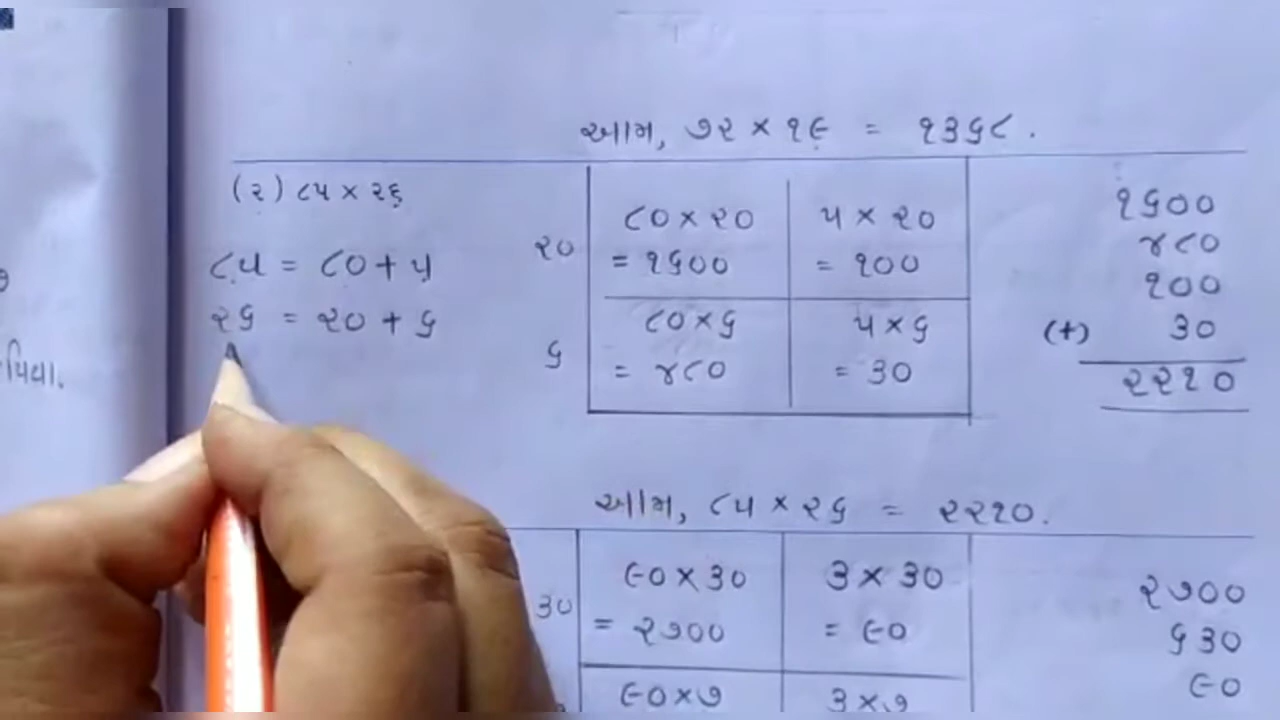 આમ, ૭૨ × ૧૯ = ૧૩૬૮.
(૨) ૮૫ × ૨૬
૮૫ = ૮૦ + ૫
૨૬ = ૨૦ + ૬
૨૦
૮૦ × ૨૦
= ૧૬૦૦
૫ × ૨૦
= ૧૦૦
૬
૮૦ × ૬
= ૪૮૦
૫ × ૬
= ૩૦
૧૬૦૦
૪૮૦
૧૦૦
(+) ૩૦
૨૨૧૦
આમ, ૮૫ × ૨૬ = ૨૨૧૦.
૩૦
૯૦ × ૩૦
= ૨૭૦૦
૩ × ૩૦
= ૯૦
૯૦ × ૭
૩ × ૭
૨૭૦૦
૬૩૦
૯૦